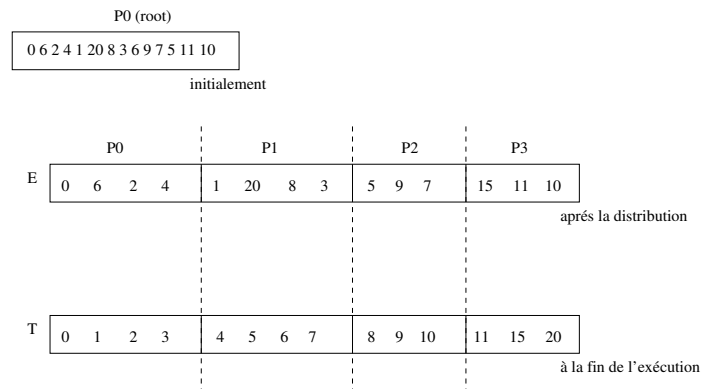 P0 (root)
0 6 2 4 1 20 8 3 6 9 7 5 11 10
initialement
P0 P1 P2 P3
E 0 6 2 4 1 20 8 3 5 9 7 15 11 10
aprés la distribution
T 0 1 2 3 4 5 6 7 8 9 10 11 15 20
à la fin de l'exécution